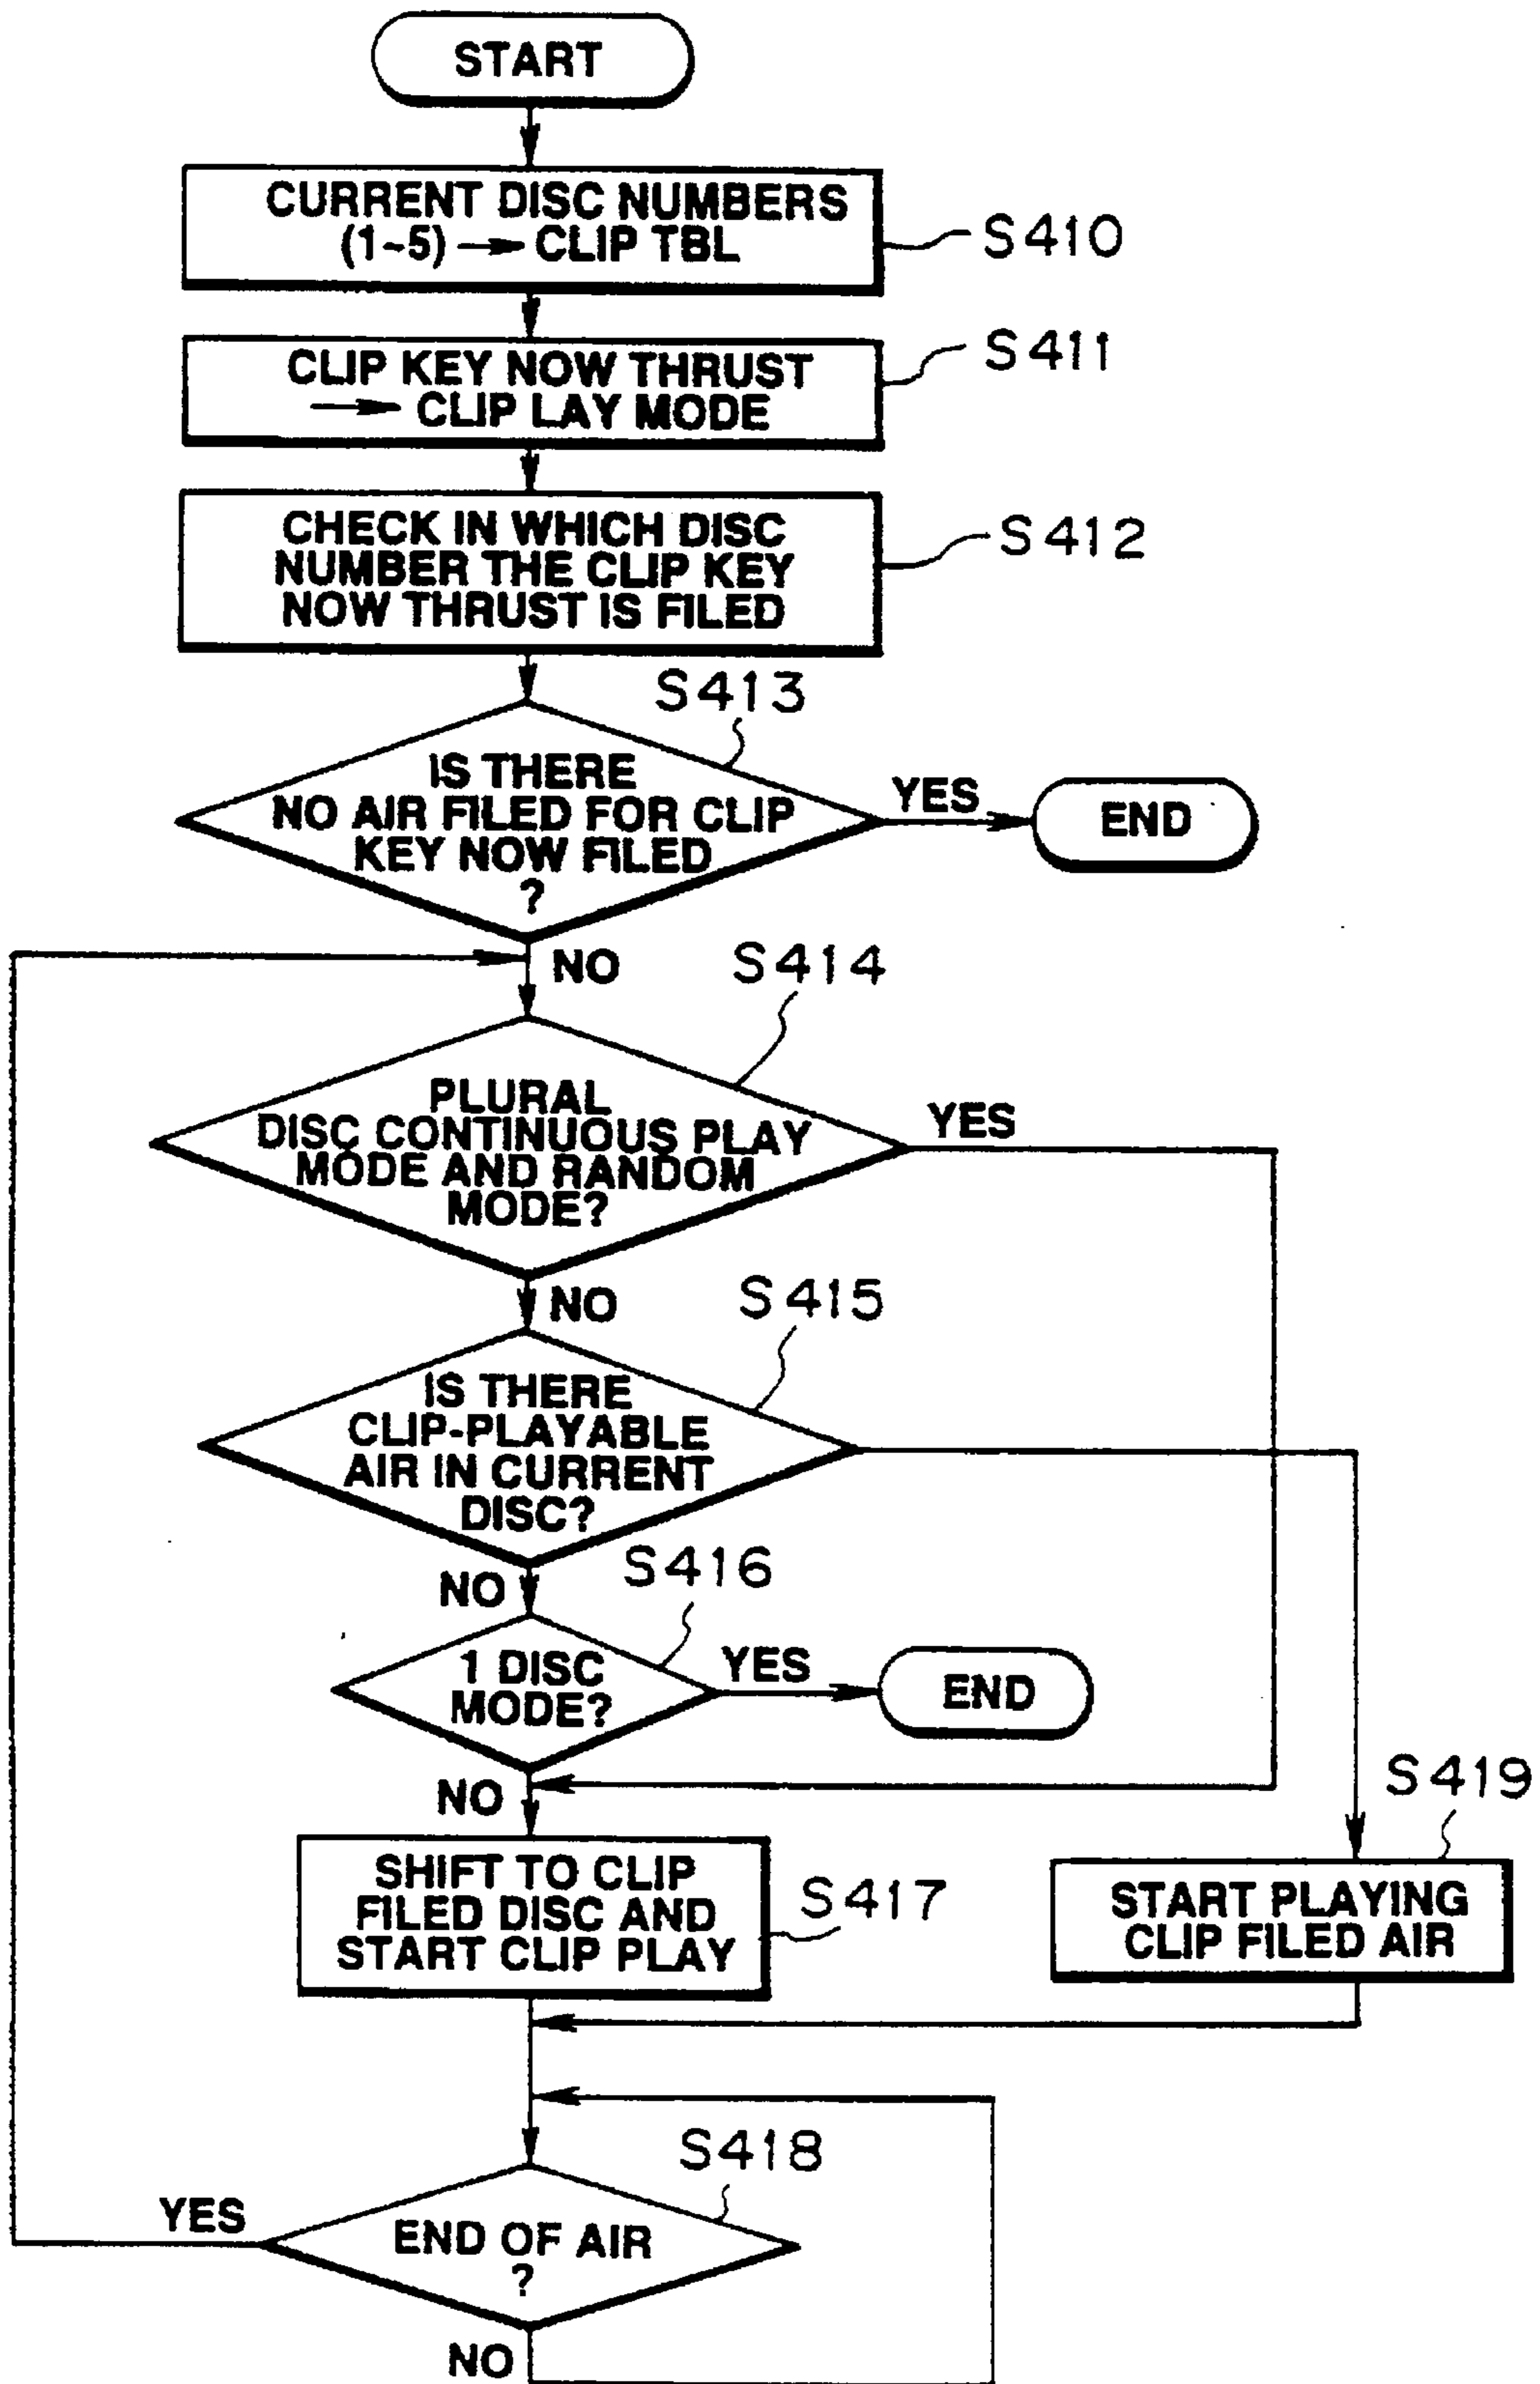 START
CURRENT DISC NUMBERS
(1~5) → CLIP TBL
S410
CLIP KEY NOW THRUST
→ CLIP LAY MODE
S411
CHECK IN WHICH DISC
NUMBER THE CLIP KEY
NOW THRUST IS FILED
S412
S413
IS THERE
NO AIR FILED FOR CLIP
KEY NOW FILED
?
YES
END
NO
S414
PLURAL
DISC CONTINUOUS PLAY
MODE AND RANDOM
MODE?
YES
NO
S415
IS THERE
CLIP-PLAYABLE
AIR IN CURRENT
DISC?
NO
S416
1 DISC
MODE?
YES
END
NO
SHIFT TO CLIP
FILED DISC AND
START CLIP PLAY
S417
S419
START PLAYING
CLIP FILED AIR
S418
END OF AIR
?
YES
NO